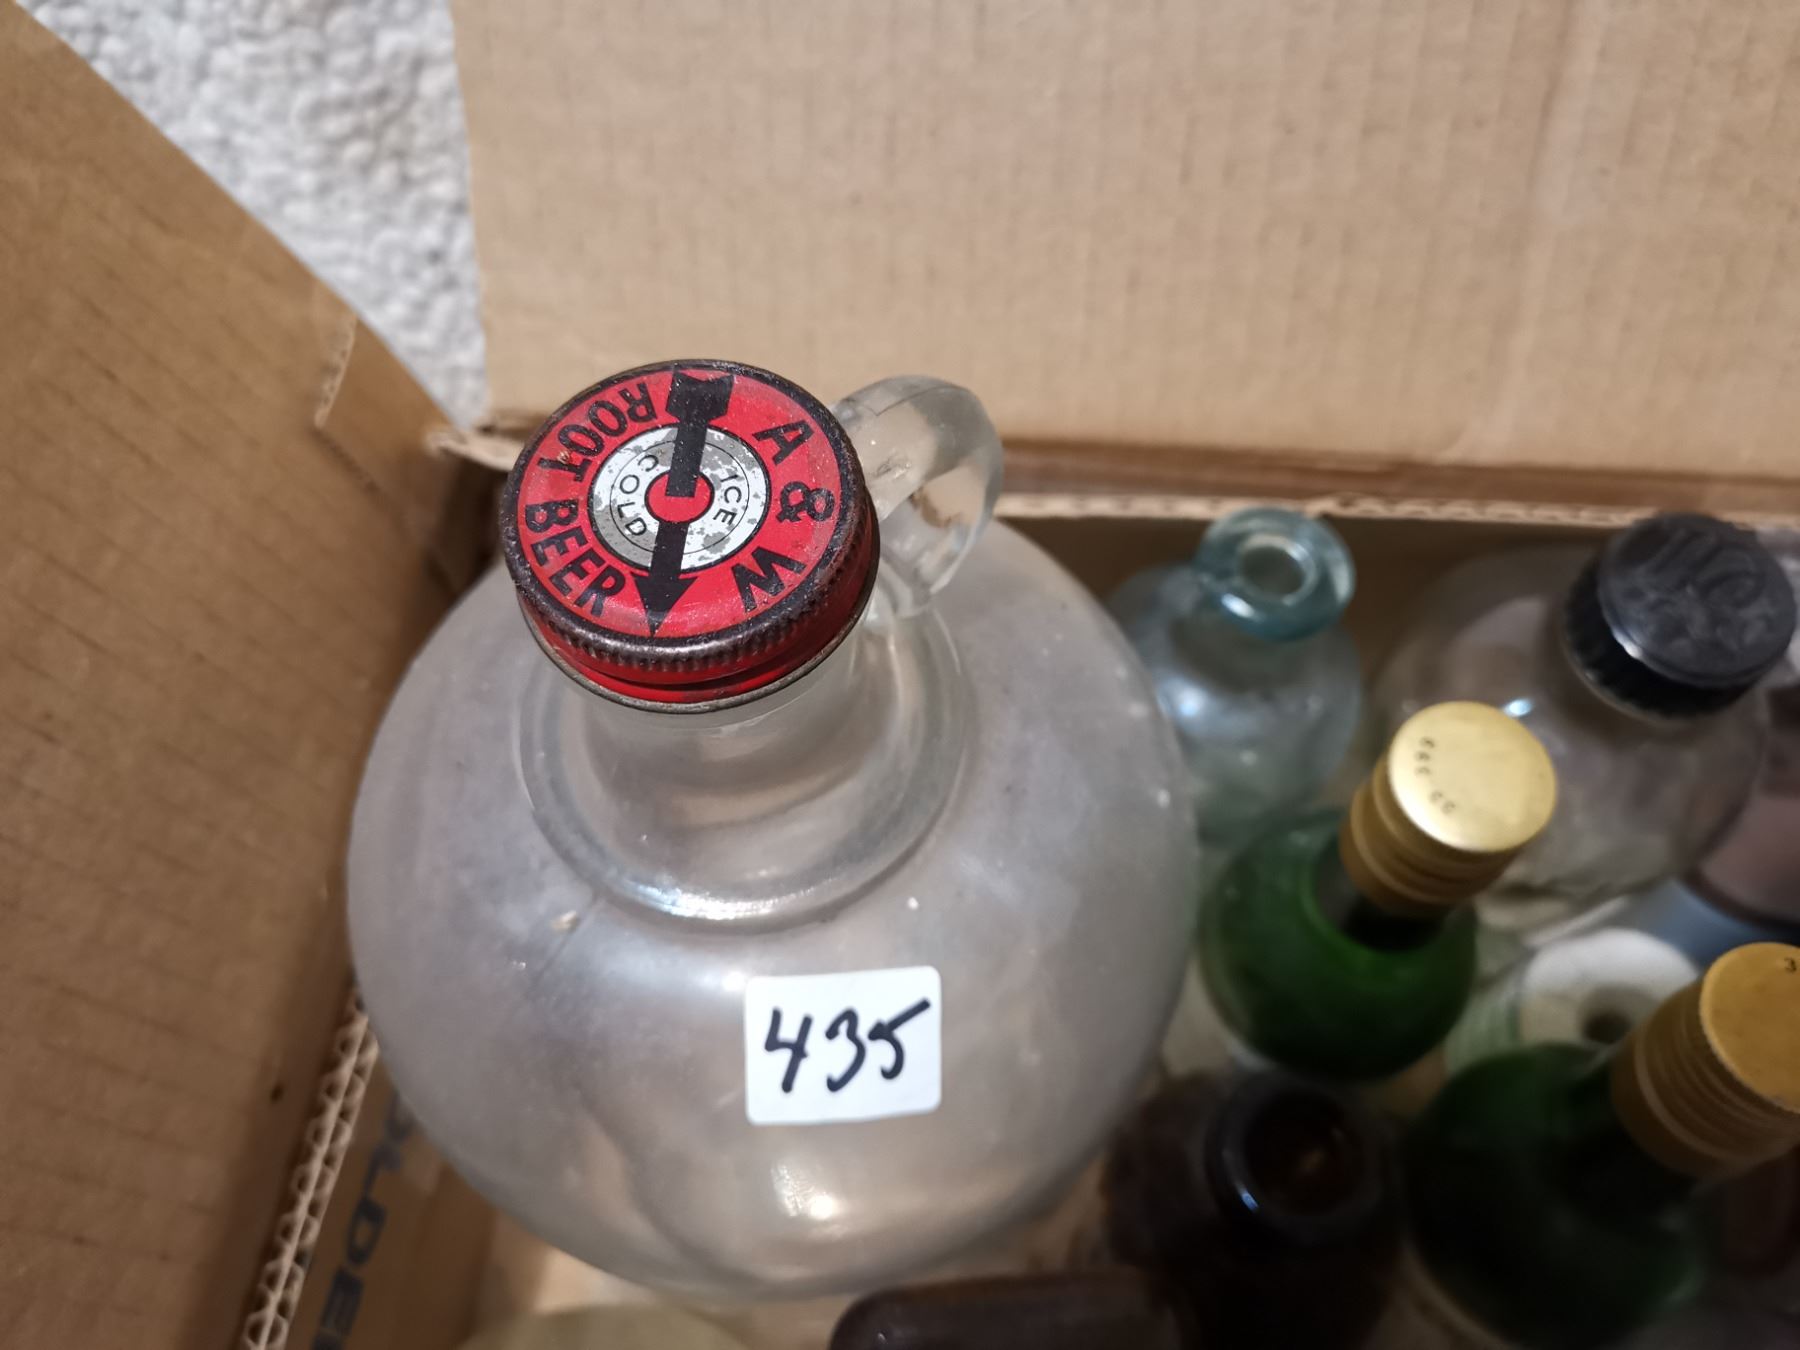 A & W
ROOT BEER
ICE
COLD
435